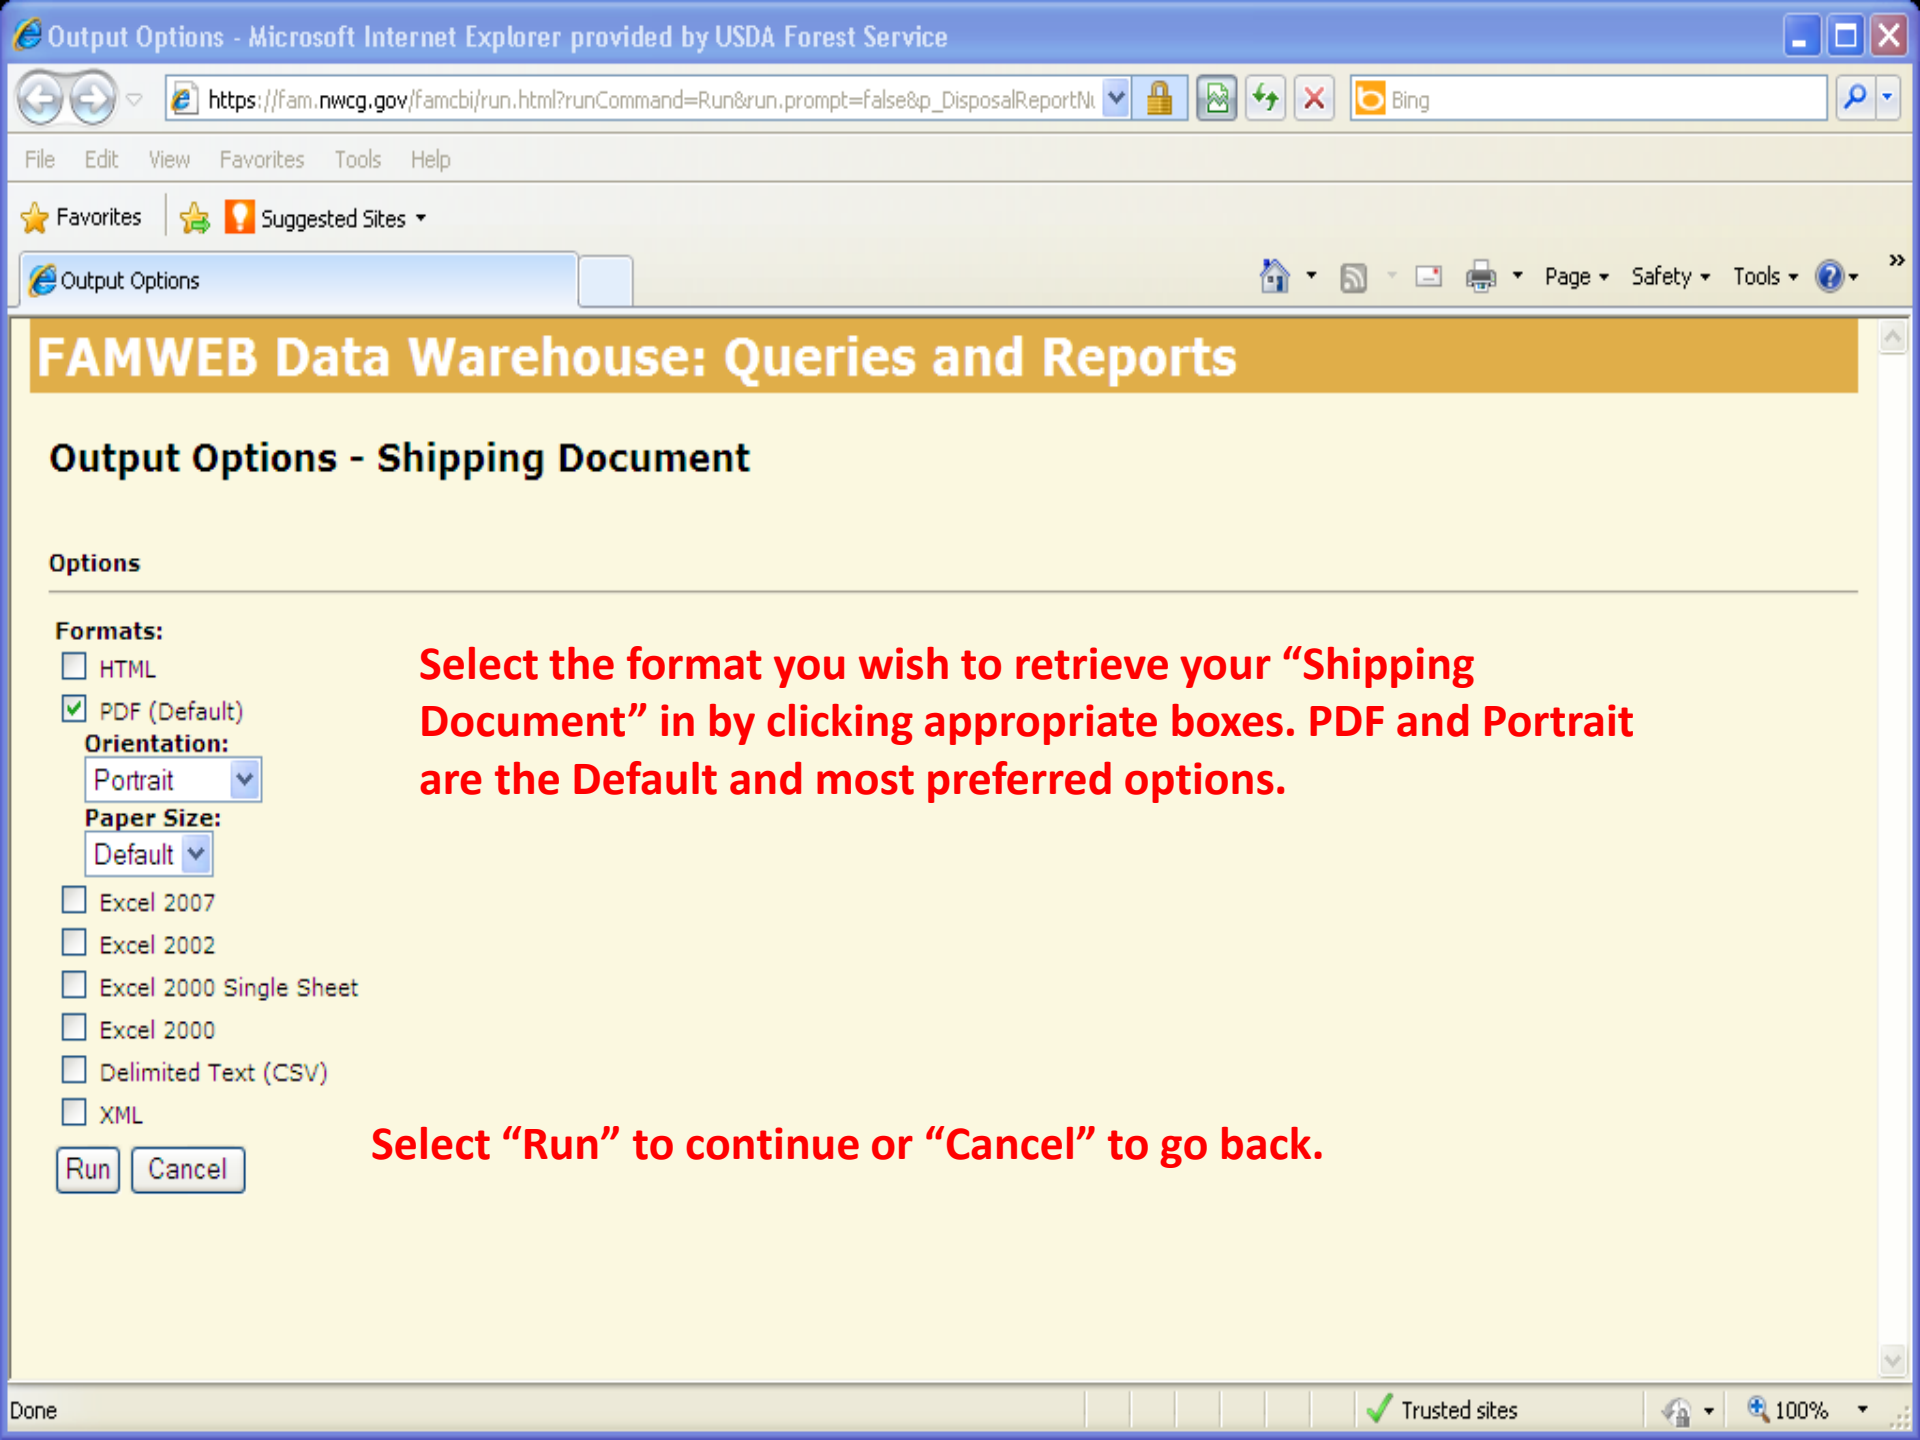 Output Options - Microsoft Internet Explorer provided by USDA Forest Service
https://fam.nwcg.gov/famcbi/run.html?runCommand=Run&run.prompt=false&p_DisposalReportNu
Bing
File Edit View Favorites Tools Help
Favorites Suggested Sites
Output Options
Page Safety Tools
FAMWEB Data Warehouse: Queries and Reports
Output Options - Shipping Document
Options
Formats:
HTML
PDF (Default)
Orientation:
Portrait
Paper Size:
Default
Excel 2007
Excel 2002
Excel 2000 Single Sheet
Excel 2000
Delimited Text (CSV)
XML
Run Cancel
Select the format you wish to retrieve your “Shipping
Document” in by clicking appropriate boxes. PDF and Portrait
are the Default and most preferred options.
Select “Run” to continue or “Cancel” to go back.
Done
Trusted sites
100%